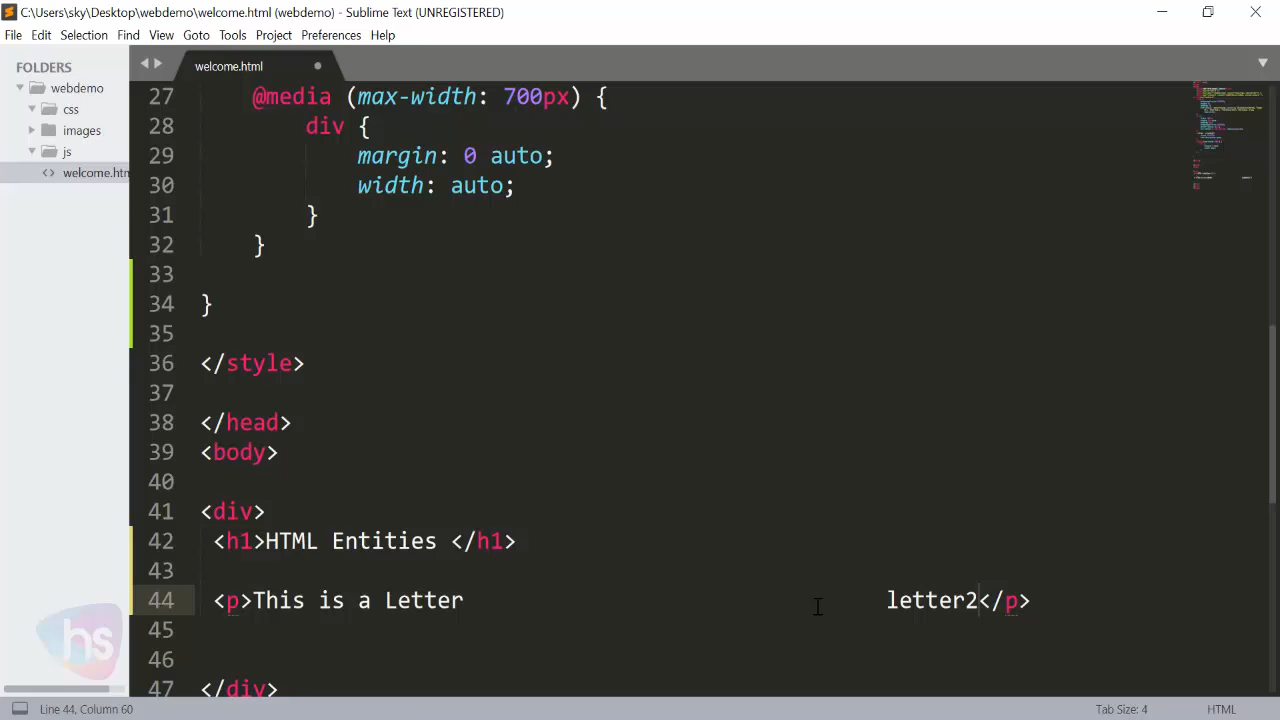 C:\Users\sky\Desktop\webdemo\welcome.html (webdemo) - Sublime Text (UNREGISTERED)
File Edit Selection Find View Goto Tools Project Preferences Help
FOLDERS
webdemo
css
images
js
welcome.htn
welcome.html
27 @media (max-width: 700px) {
28 div {
29 margin: 0 auto;
30 width: auto;
31 }
32 }
33
34 }
35
36 </style>
37
38 </head>
39 <body>
40
41 <div>
42 <h1>HTML Entities </h1>
43
44 <p>This is a Letter letter2</p>
45
46
47 </div>
hs
Line 44, Column 60
Tab Size: 4
HTML